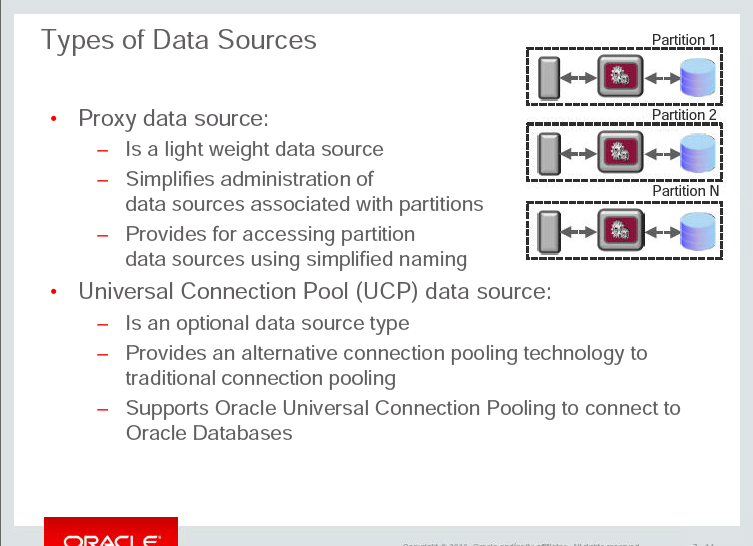 Types of Data Sources
Partition 1
Partition 2
Partition N
• Proxy data source:
– Is a light weight data source
– Simplifies administration of
data sources associated with partitions
– Provides for accessing partition
data sources using simplified naming
• Universal Connection Pool (UCP) data source:
– Is an optional data source type
– Provides an alternative connection pooling technology to
traditional connection pooling
– Supports Oracle Universal Connection Pooling to connect to
Oracle Databases
ORACLE